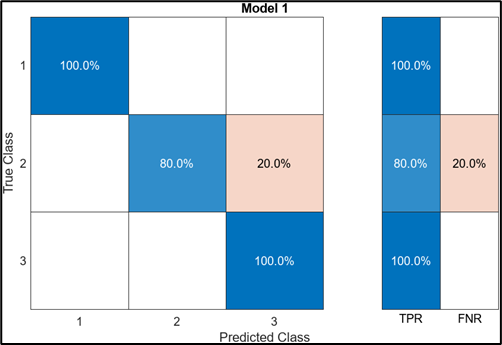 Model 1
1
100.0%
100.0%
2
80.0%
20.0%
80.0%
20.0%
3
100.0%
100.0%
True Class
1
2
3
TPR
FNR
Predicted Class